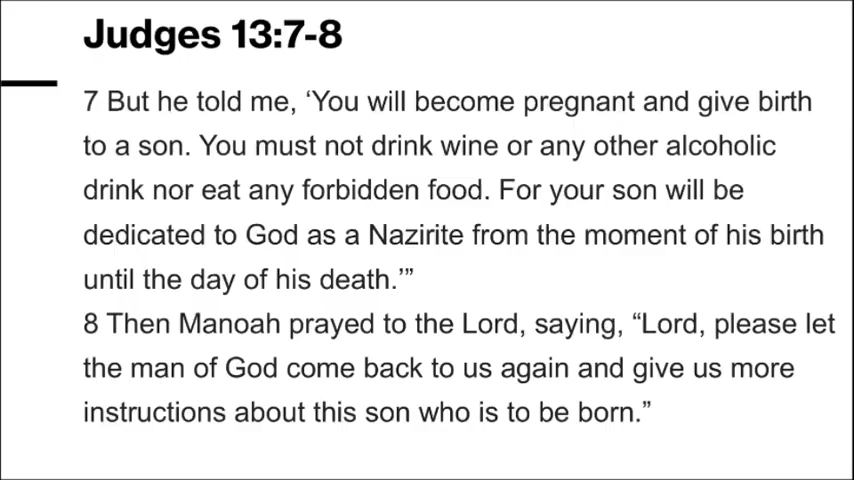 Judges 13:7-8
7 But he told me, ‘You will become pregnant and give birth
to a son. You must not drink wine or any other alcoholic
drink nor eat any forbidden food. For your son will be
dedicated to God as a Nazirite from the moment of his birth
until the day of his death.’”
8 Then Manoah prayed to the Lord, saying, “Lord, please let
the man of God come back to us again and give us more
instructions about this son who is to be born.”